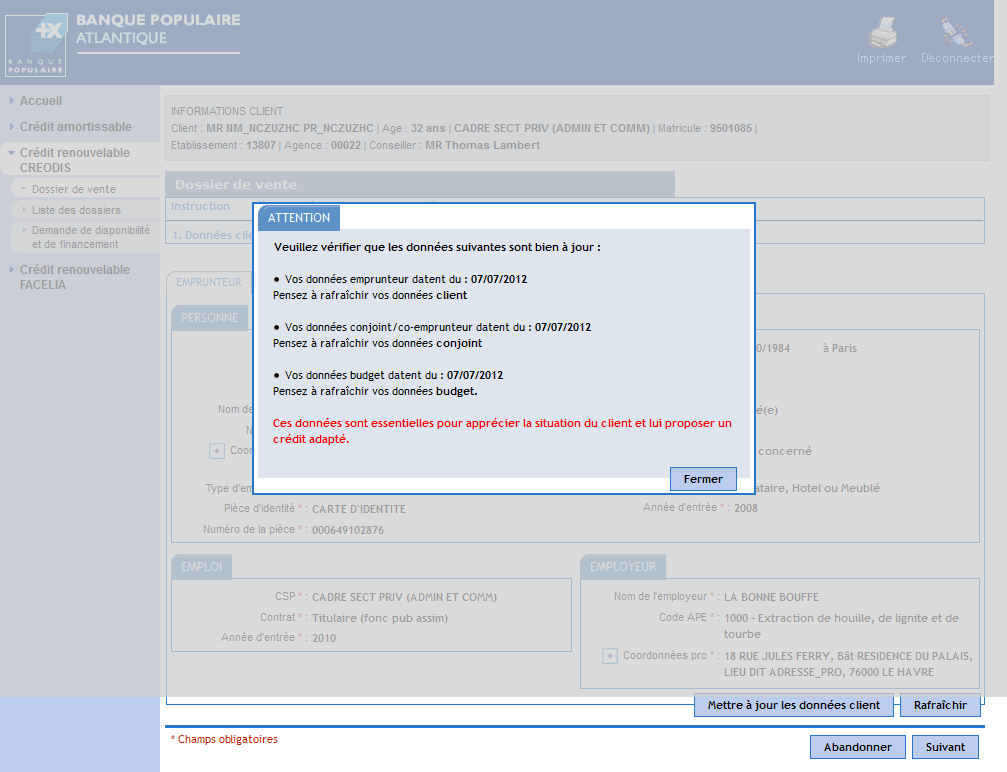 BANQUE POPULAIRE
ATLANTIQUE
BANQUE
POPULAIRE
Imprimer
Déconnecter
Accueil
Crédit amortissable
Crédit renouvelable
CREODIS
Dossier de vente
Liste des dossiers
Demande de disponibilité
et de financement
Crédit renouvelable
FACELIA
INFORMATIONS CLIENT
Client : MR NM_NCZUZHC PR_NCZUZHC | Age : 32 ans | CADRE SECT PRIV (ADMIN ET COMM) | Matricule : 9501085 |
Etablissement : 13807 | Agence : 00022 | Conseiller : MR Thomas Lambert
Dossier de vente
Instruction
1. Données clie
EMPRUNTEUR
PERSONNE
ATTENTION
Veuillez vérifier que les données suivantes sont bien à jour :
● Vos données emprunteur datent du : 07/07/2012
Pensez à rafraîchir vos données client
● Vos données conjoint/co-emprunteur datent du : 07/07/2012
Pensez à rafraîchir vos données conjoint
● Vos données budget datent du : 07/07/2012
Pensez à rafraîchir vos données budget.
Ces données sont essentielles pour apprécier la situation du client et lui proposer un
crédit adapté.
Fermer
0/1984 à Paris
Nom de
é(e)
N
+ Coor
concerné
Type d'em
ataire, Hotel ou Meublé
Pièce d'identité * : CARTE D'IDENTITE
Année d'entrée * : 2008
Numéro de la pièce * : 000649102876
EMPLOI
CSP * : CADRE SECT PRIV (ADMIN ET COMM)
Contrat * : Titulaire (fonc pub assim)
Année d'entrée * : 2010
EMPLOYEUR
Nom de l'employeur * : LA BONNE BOUFFE
Code APE * : 1000 - Extraction de houille, de lignite et de
tourbe
+ Coordonnées pro * : 18 RUE JULES FERRY, Bât RESIDENCE DU PALAIS,
LIEU DIT ADRESSE_PRO, 76000 LE HAVRE
Mettre à jour les données client
Rafraîchir
* Champs obligatoires
Abandonner
Suivant